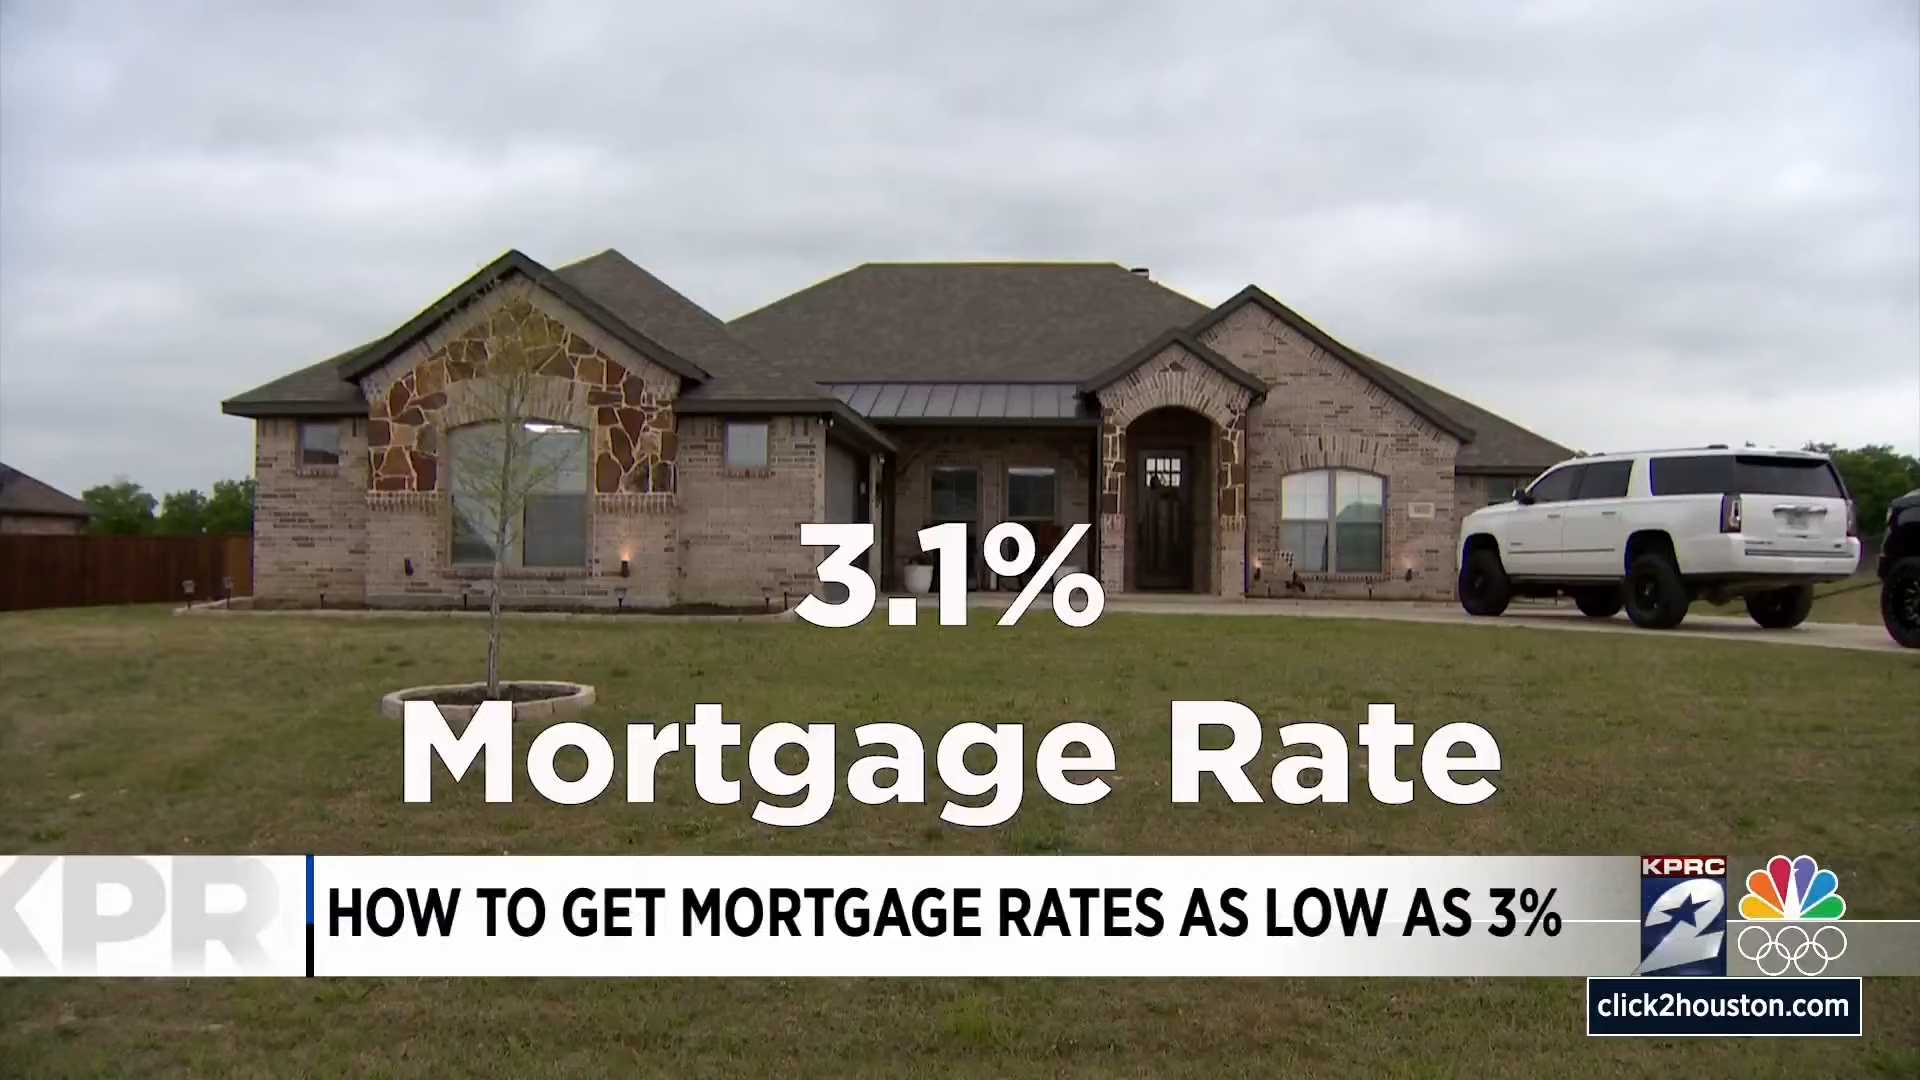 3.1%
Mortgage Rate
KPR
HOW TO GET MORTGAGE RATES AS LOW AS 3%
KPRC
2
click2houston.com